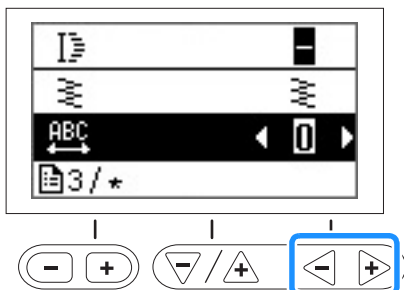 –
ABC 0
3/*
- + −/+ - +